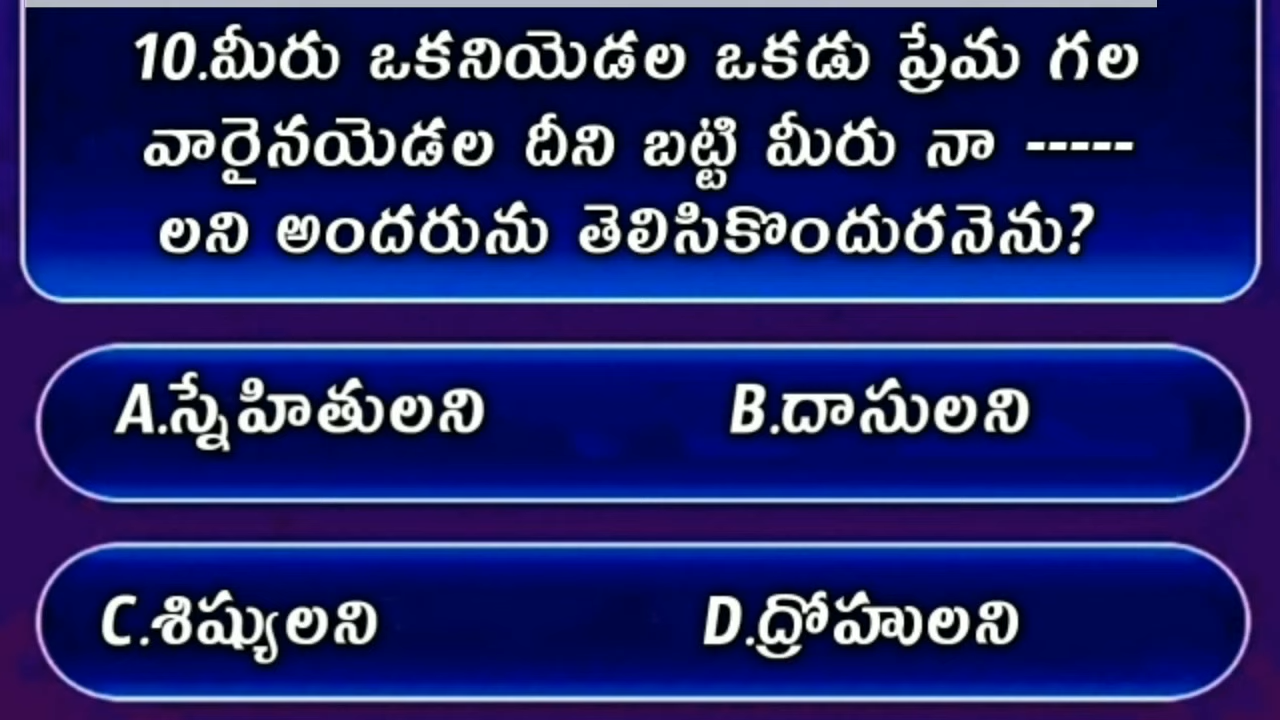 10.మీరు ఒకనియెడల ఒకడు ప్రేమ గల
వారైనయెడల దీని బట్టి మీరు నా -----
లని అందరును తెలిసికొందురనెను?
A.స్నేహితులని B.దాసులని
C.శిష్యులని D.ద్రోహులని